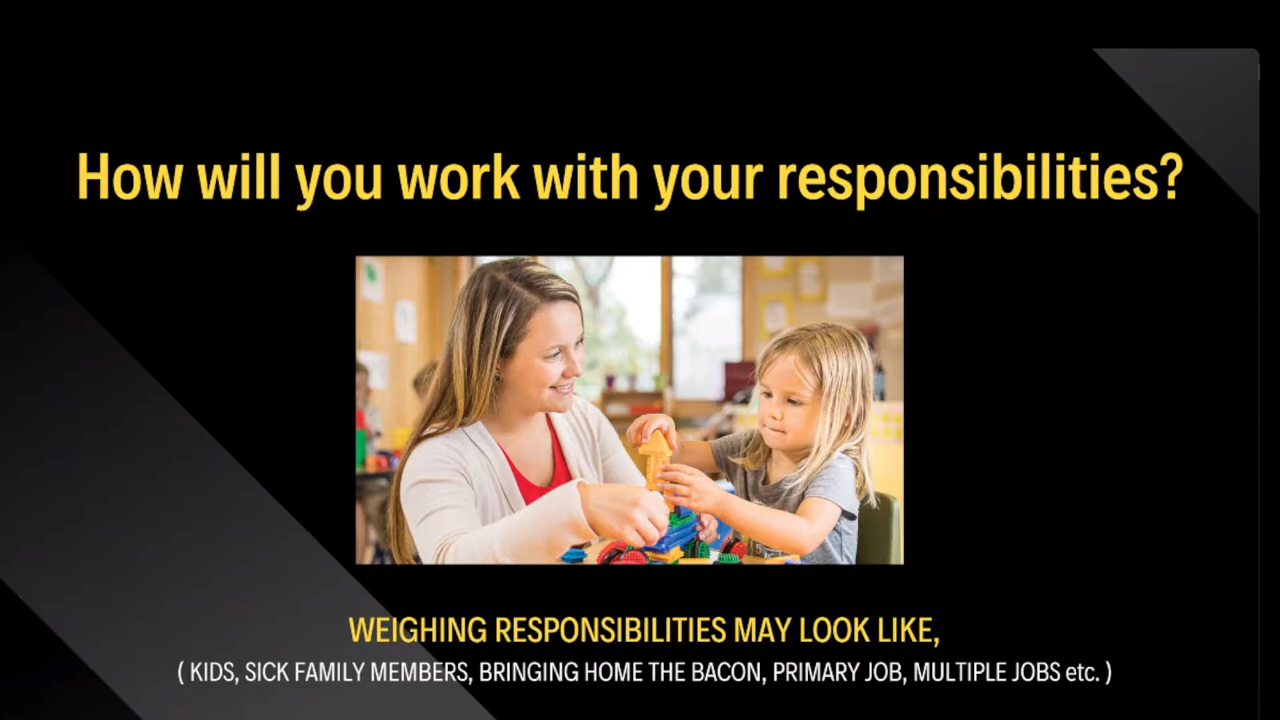 How will you work with your responsibilities?
WEIGHING RESPONSIBILITIES MAY LOOK LIKE,
( KIDS, SICK FAMILY MEMBERS, BRINGING HOME THE BACON, PRIMARY JOB, MULTIPLE JOBS etc. )